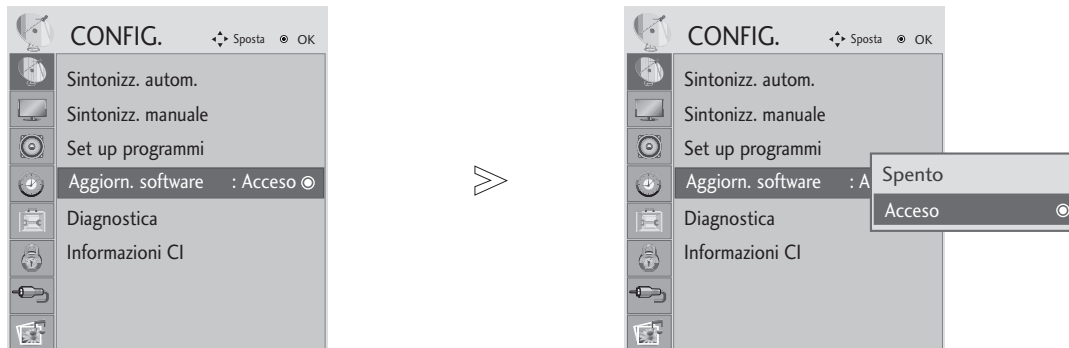 CONFIG. Sposta OK
Sintonizz. autom.
Sintonizz. manuale
Set up programmi
Aggiorn. software : Acceso
Diagnostica
Informazioni CI
CONFIG. Sposta OK
Sintonizz. autom.
Sintonizz. manuale
Set up programmi
Aggiorn. software : A
Spento
Acceso
Diagnostica
Informazioni CI